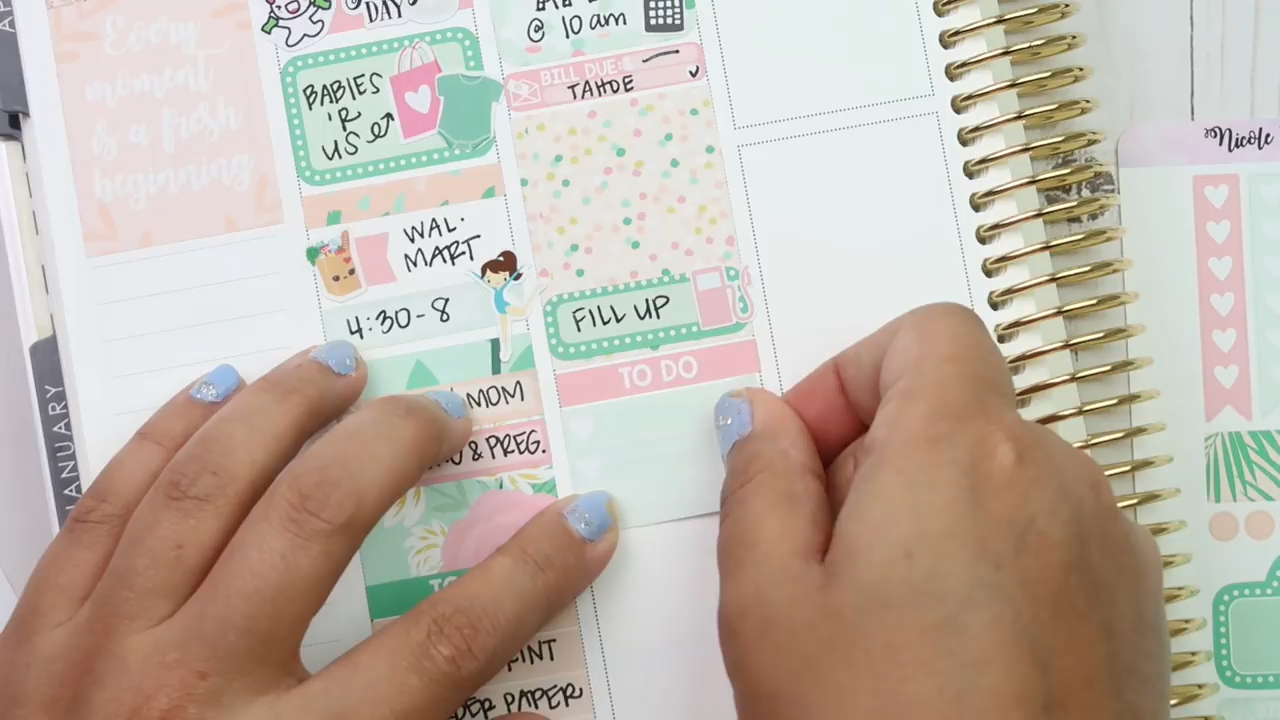 Every
moment
is a fresh
beginning
DAY
BABIES
'R
US
WAL-
MART
4:30-8
MOM
& PREG.
PAPER
@ 10 am
BILL DUE:
TAHOE
FILL UP
TO DO
JANUARY
Nicole